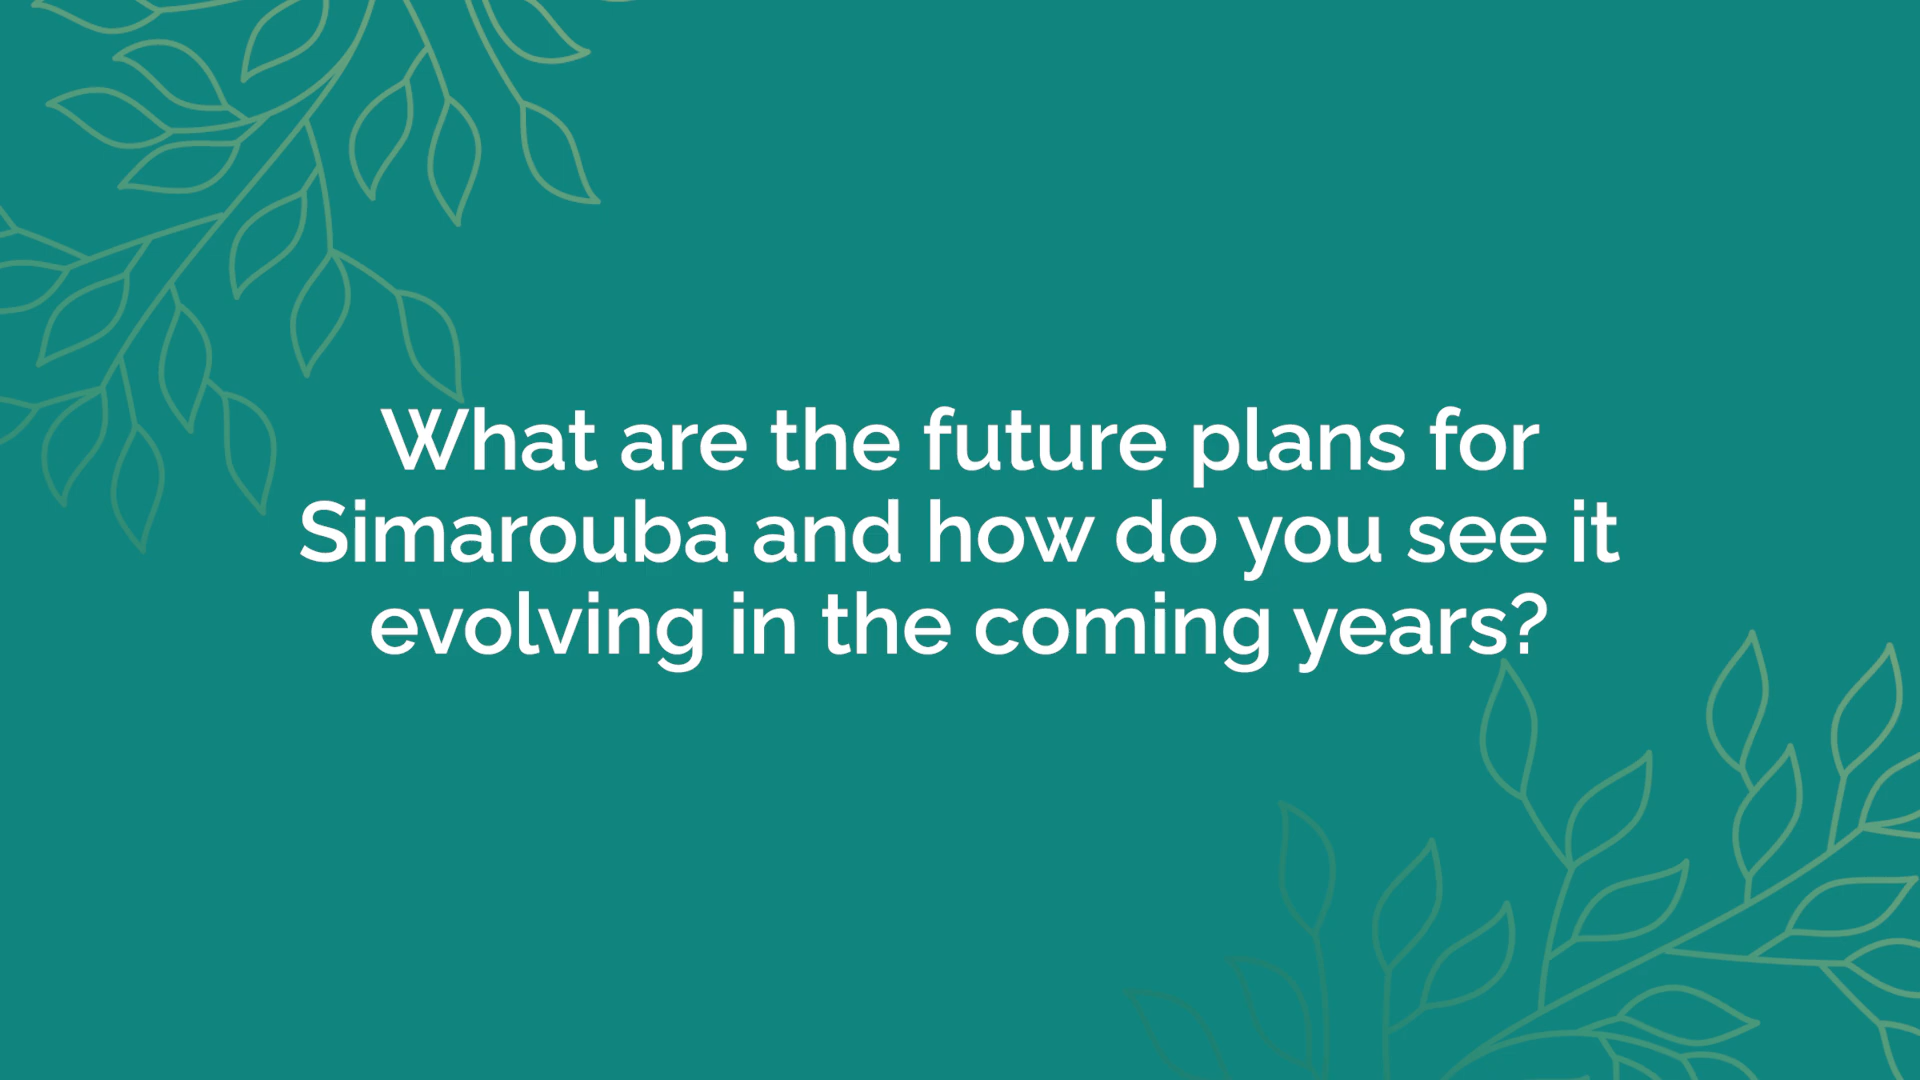 What are the future plans for
Simarouba and how do you see it
evolving in the coming years?